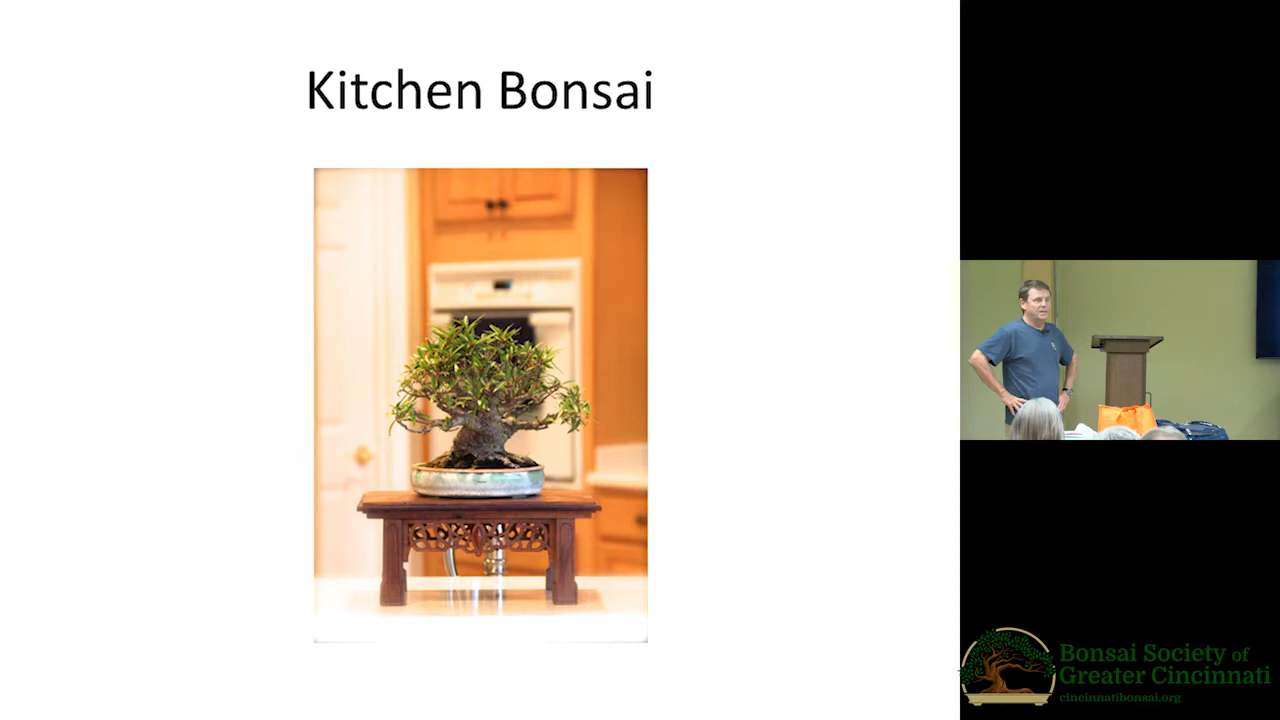 Kitchen Bonsai
Bonsai Society of
Greater Cincinnati
cincinnatibonsai.org